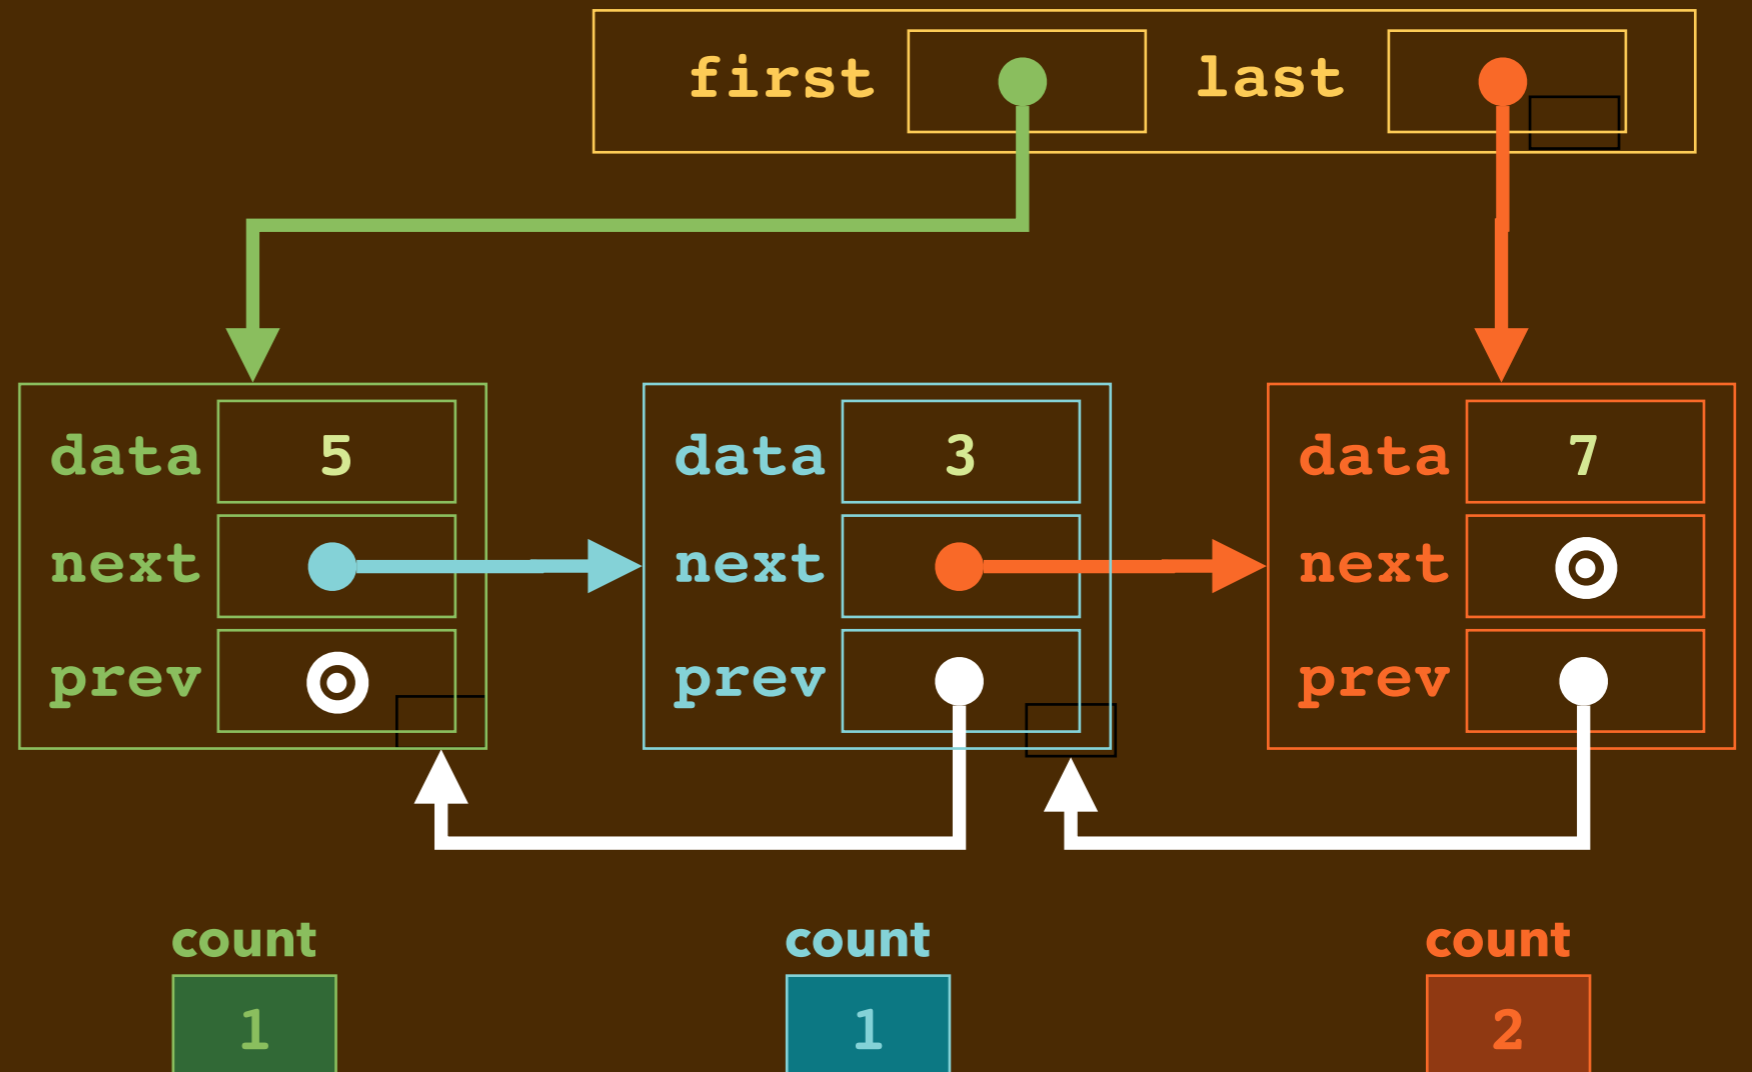 first last
data 5 data 3 data 7
next next next
prev prev prev
count count count
1 1 2